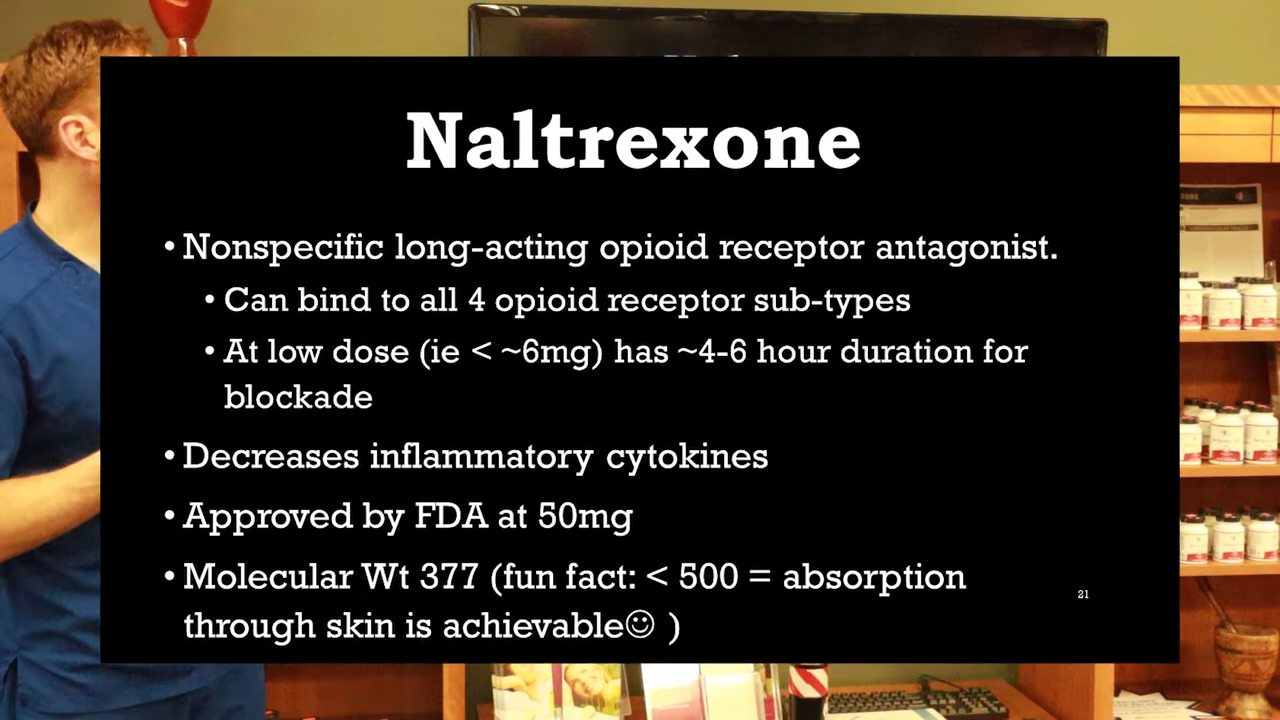 Naltrexone
• Nonspecific long-acting opioid receptor antagonist.
• Can bind to all 4 opioid receptor sub-types
• At low dose (ie < ~6mg) has ~4-6 hour duration for
blockade
• Decreases inflammatory cytokines
• Approved by FDA at 50mg
• Molecular Wt 377 (fun fact: < 500 = absorption
through skin is achievable☺ )
21